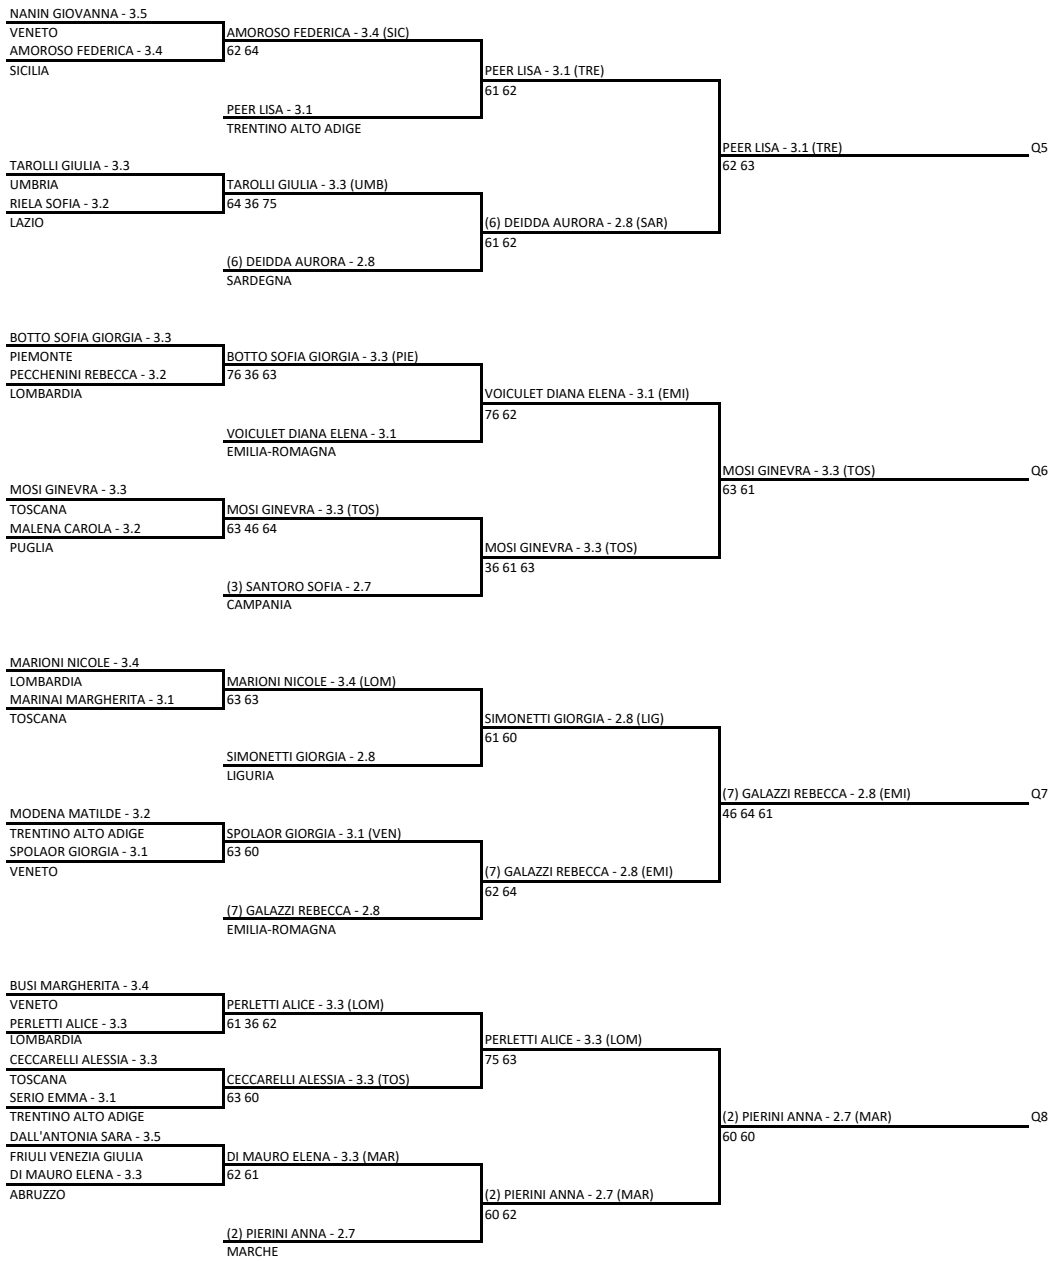 NANIN GIOVANNA - 3.5
VENETO
AMOROSO FEDERICA - 3.4 (SIC)
AMOROSO FEDERICA - 3.4
62 64
SICILIA
PEER LISA - 3.1 (TRE)
61 62
PEER LISA - 3.1
TRENTINO ALTO ADIGE
PEER LISA - 3.1 (TRE)
Q5
62 63
TAROLLI GIULIA - 3.3
UMBRIA
TAROLLI GIULIA - 3.3 (UMB)
RIELA SOFIA - 3.2
64 36 75
LAZIO
(6) DEIDDA AURORA - 2.8 (SAR)
61 62
(6) DEIDDA AURORA - 2.8
SARDEGNA
BOTTO SOFIA GIORGIA - 3.3
PIEMONTE
BOTTO SOFIA GIORGIA - 3.3 (PIE)
PECCHENINI REBECCA - 3.2
76 36 63
LOMBARDIA
VOICULET DIANA ELENA - 3.1 (EMI)
76 62
VOICULET DIANA ELENA - 3.1
EMILIA-ROMAGNA
MOSI GINEVRA - 3.3 (TOS)
Q6
63 61
MOSI GINEVRA - 3.3
TOSCANA
MOSI GINEVRA - 3.3 (TOS)
MALENA CAROLA - 3.2
63 46 64
PUGLIA
MOSI GINEVRA - 3.3 (TOS)
36 61 63
(3) SANTORO SOFIA - 2.7
CAMPANIA
MARIONI NICOLE - 3.4
LOMBARDIA
MARIONI NICOLE - 3.4 (LOM)
MARINAI MARGHERITA - 3.1
63 63
TOSCANA
SIMONETTI GIORGIA - 2.8 (LIG)
61 60
SIMONETTI GIORGIA - 2.8
LIGURIA
(7) GALAZZI REBECCA - 2.8 (EMI)
Q7
46 64 61
MODENA MATILDE - 3.2
TRENTINO ALTO ADIGE
SPOLAOR GIORGIA - 3.1 (VEN)
SPOLAOR GIORGIA - 3.1
63 60
VENETO
(7) GALAZZI REBECCA - 2.8 (EMI)
62 64
(7) GALAZZI REBECCA - 2.8
EMILIA-ROMAGNA
BUSI MARGHERITA - 3.4
VENETO
PERLETTI ALICE - 3.3 (LOM)
PERLETTI ALICE - 3.3
61 36 62
LOMBARDIA
PERLETTI ALICE - 3.3 (LOM)
75 63
CECCARELLI ALESSIA - 3.3
TOSCANA
CECCARELLI ALESSIA - 3.3 (TOS)
SERIO EMMA - 3.1
63 60
TRENTINO ALTO ADIGE
(2) PIERINI ANNA - 2.7 (MAR)
Q8
60 60
DALL'ANTONIA SARA - 3.5
FRIULI VENEZIA GIULIA
DI MAURO ELENA - 3.3 (MAR)
DI MAURO ELENA - 3.3
62 61
ABRUZZO
(2) PIERINI ANNA - 2.7 (MAR)
60 62
(2) PIERINI ANNA - 2.7
MARCHE